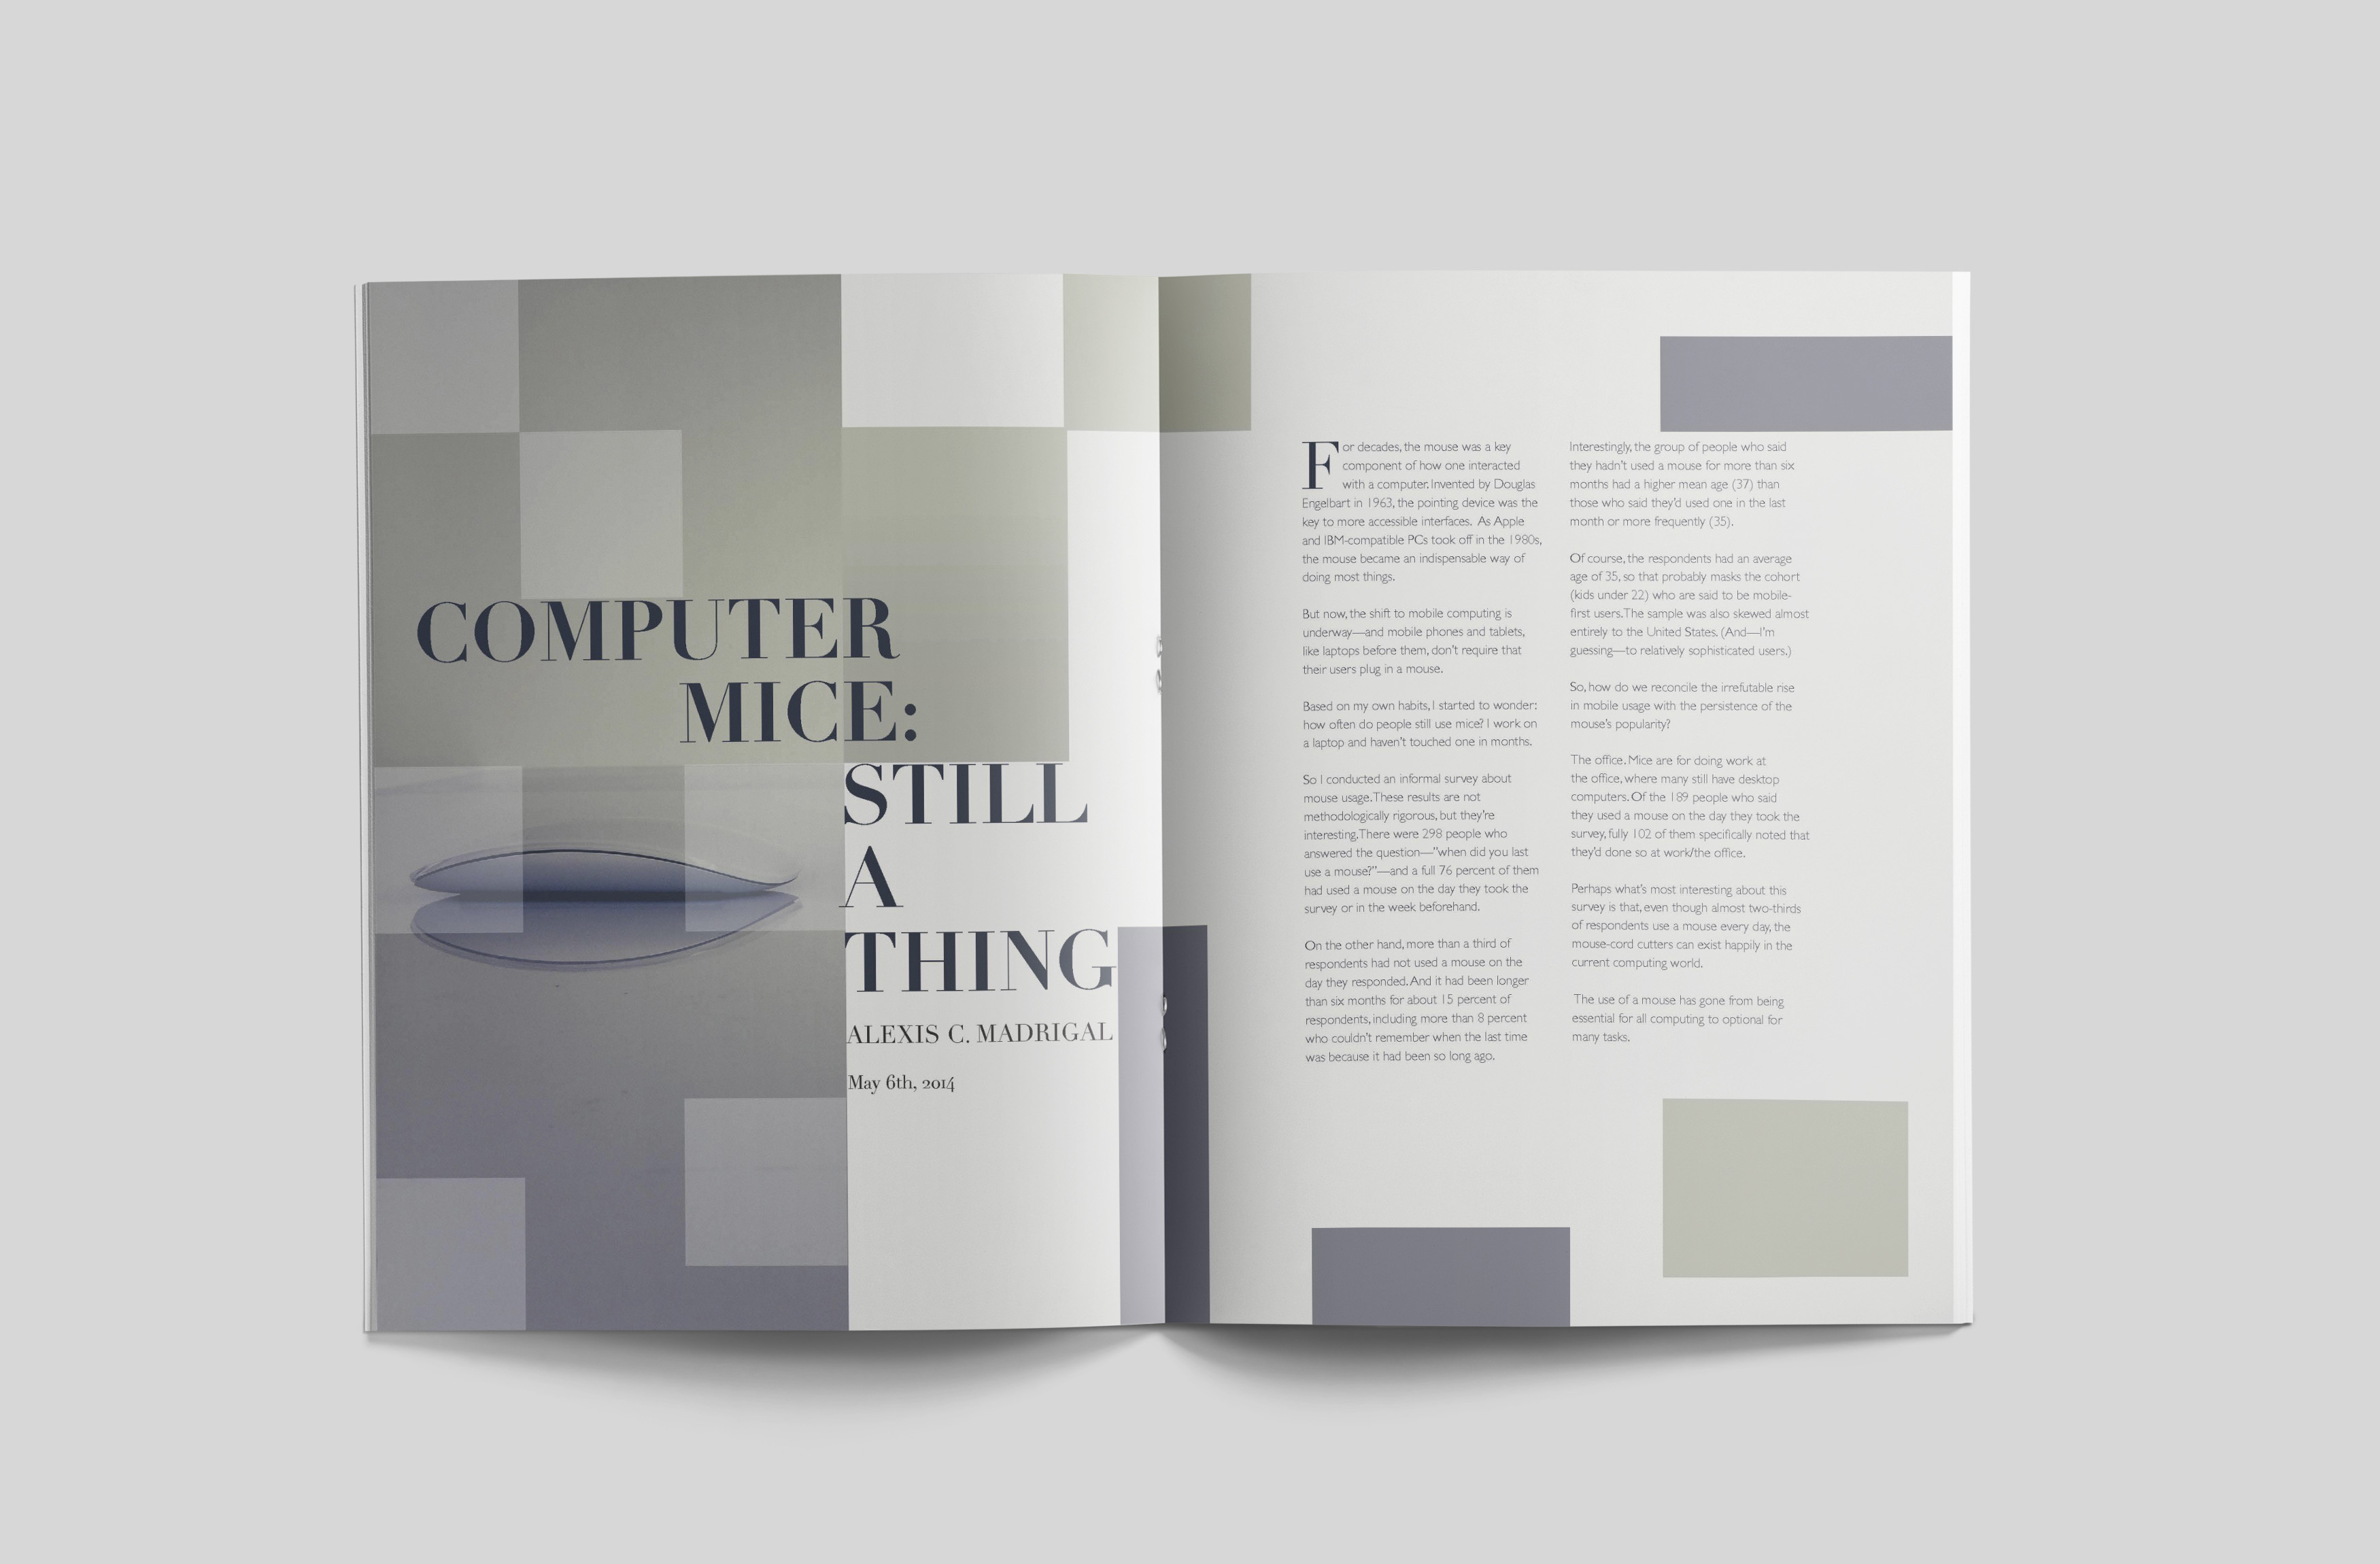 COMPUTER
MICE:
STILL
A
THING
ALEXIS C. MADRIGAL
May 6th, 2014
For decades, the mouse was a key
component of how one interacted
with a computer. Invented by Douglas
Engelbart in 1963, the pointing device was the
key to more accessible interfaces. As Apple
and IBM-compatible PCs took off in the 1980s,
the mouse became an indispensable way of
doing most things.
But now, the shift to mobile computing is
underway—and mobile phones and tablets,
like laptops before them, don't require that
their users plug in a mouse.
Based on my own habits, I started to wonder:
how often do people still use mice? I work on
a laptop and haven't touched one in months.
So I conducted an informal survey about
mouse usage. These results are not
methodologically rigorous, but they're
interesting. There were 298 people who
answered the question—"when did you last
use a mouse?"—and a full 76 percent of them
had used a mouse on the day they took the
survey or in the week beforehand.
On the other hand, more than a third of
respondents had not used a mouse on the
day they responded. And it had been longer
than six months for about 15 percent of
respondents, including more than 8 percent
who couldn't remember when the last time
was because it had been so long ago.
Interestingly, the group of people who said
they hadn't used a mouse for more than six
months had a higher mean age (37) than
those who said they'd used one in the last
month or more frequently (35).
Of course, the respondents had an average
age of 35, so that probably masks the cohort
(kids under 22) who are said to be mobile-
first users. The sample was also skewed almost
entirely to the United States. (And—I'm
guessing—to relatively sophisticated users.)
So, how do we reconcile the irrefutable rise
in mobile usage with the persistence of the
mouse's popularity?
The office. Mice are for doing work at
the office, where many still have desktop
computers. Of the 189 people who said
they used a mouse on the day they took the
survey, fully 102 of them specifically noted that
they'd done so at work/the office.
Perhaps what's most interesting about this
survey is that, even though almost two-thirds
of respondents use a mouse every day, the
mouse-cord cutters can exist happily in the
current computing world.
The use of a mouse has gone from being
essential for all computing to optional for
many tasks.